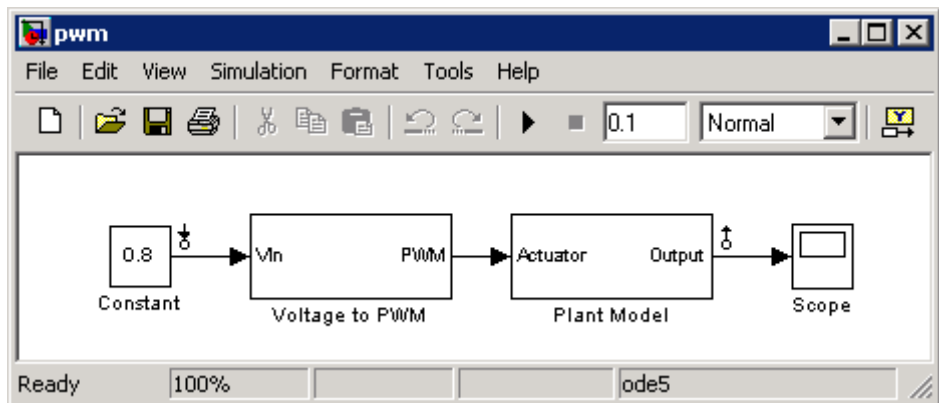 pwm
File Edit View Simulation Format Tools Help
0.1 Normal Y
0.8 Vin PWM Actuator Output
Constant Voltage to PWM Plant Model Scope
Ready 100% ode5